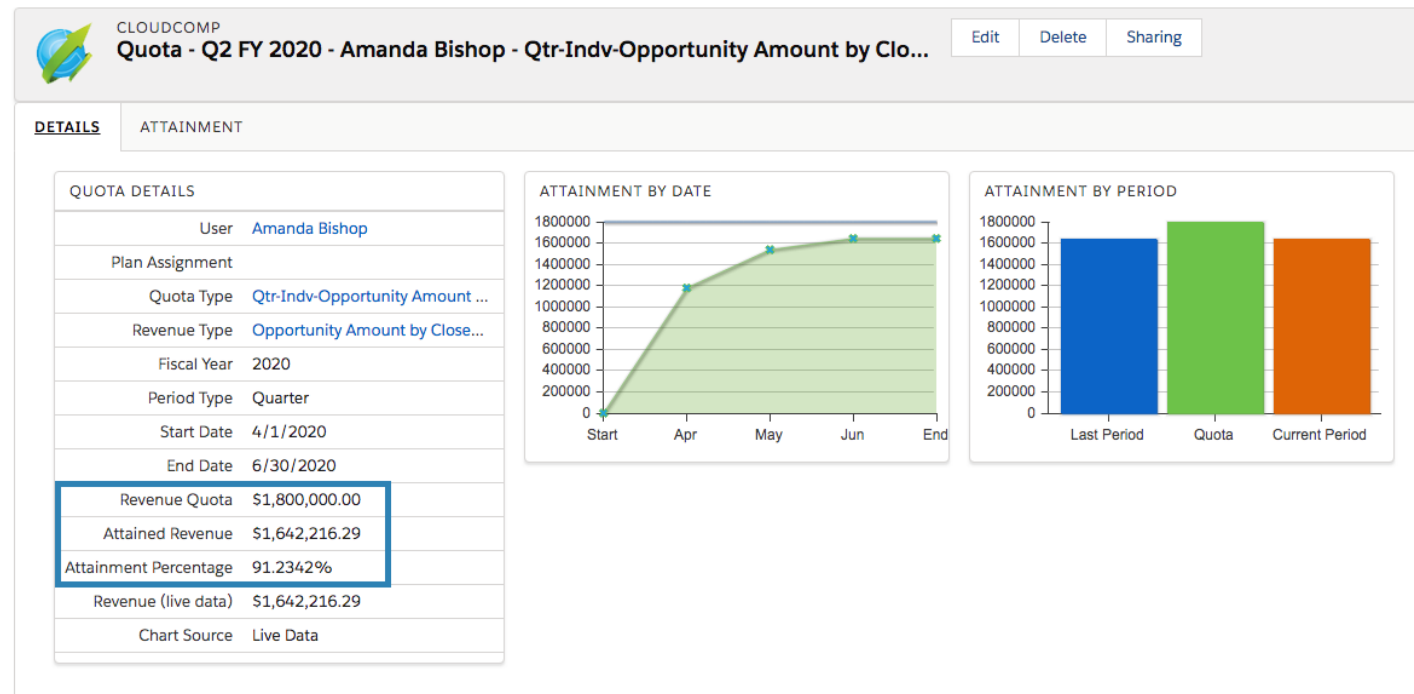 CLOUDCOMP
Quota - Q2 FY 2020 - Amanda Bishop - Qtr-Indv-Opportunity Amount by Clo...
Edit Delete Sharing
DETAILS ATTAINMENT
QUOTA DETAILS
User Amanda Bishop
Plan Assignment
Quota Type Qtr-Indv-Opportunity Amount ...
Revenue Type Opportunity Amount by Close...
Fiscal Year 2020
Period Type Quarter
Start Date 4/1/2020
End Date 6/30/2020
Revenue Quota $1,800,000.00
Attained Revenue $1,642,216.29
Attainment Percentage 91.2342%
Revenue (live data) $1,642,216.29
Chart Source Live Data
ATTAINMENT BY DATE
1800000
1600000
1400000
1200000
1000000
800000
600000
400000
200000
0
Start Apr May Jun End
ATTAINMENT BY PERIOD
1800000
1600000
1400000
1200000
1000000
800000
600000
400000
200000
0
Last Period Quota Current Period